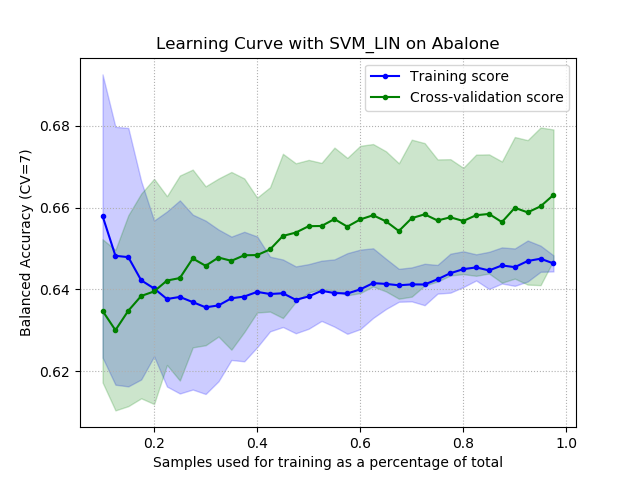 Learning Curve with SVM_LIN on Abalone
Training score
Cross-validation score
0.68
0.66
0.64
0.62
Balanced Accuracy (CV=7)
0.2
0.4
0.6
0.8
1.0
Samples used for training as a percentage of total